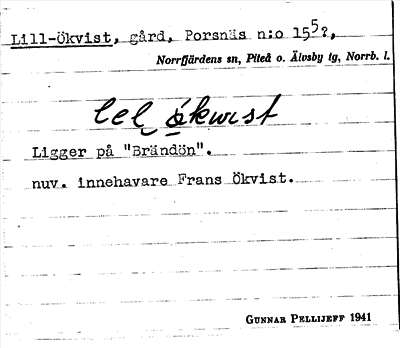 Lill-Ökvist, gård, Porsnäs n:o 15⁵?,
Norrfjärdens sn, Piteå o. Älvsby tg, Norrb. l.
lel ökvist
Ligger på "Brändön".
nuv. innehavare Frans Ökvist.
GUNNAR PELLIJEFF 1941